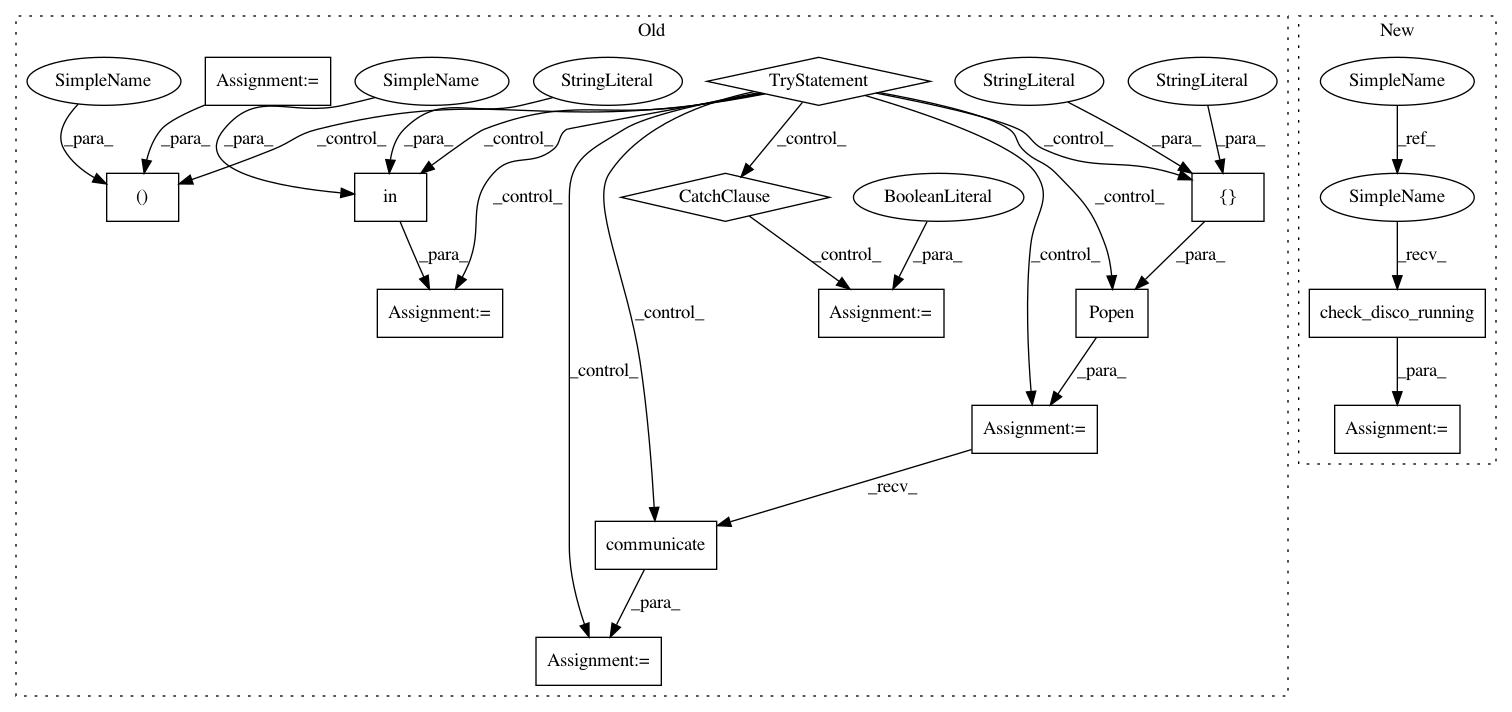 Old
New
SimpleName
Assignment:=
SimpleName
StringLiteral
TryStatement
StringLiteral
StringLiteral
SimpleName
_para_
_para_
_para_
_control_
_para_
_control_
_control_
_control_
_para_
_para_
_ref_
()
in
_control_
CatchClause
BooleanLiteral
_control_
{}
SimpleName
_para_
_control_
_para_
_control_
_para_
_recv_
Assignment:=
_control_
Assignment:=
Popen
check_disco_running
_control_
_para_
_para_
Assignment:=
Assignment:=
_recv_
communicate
_para_
Assignment:=